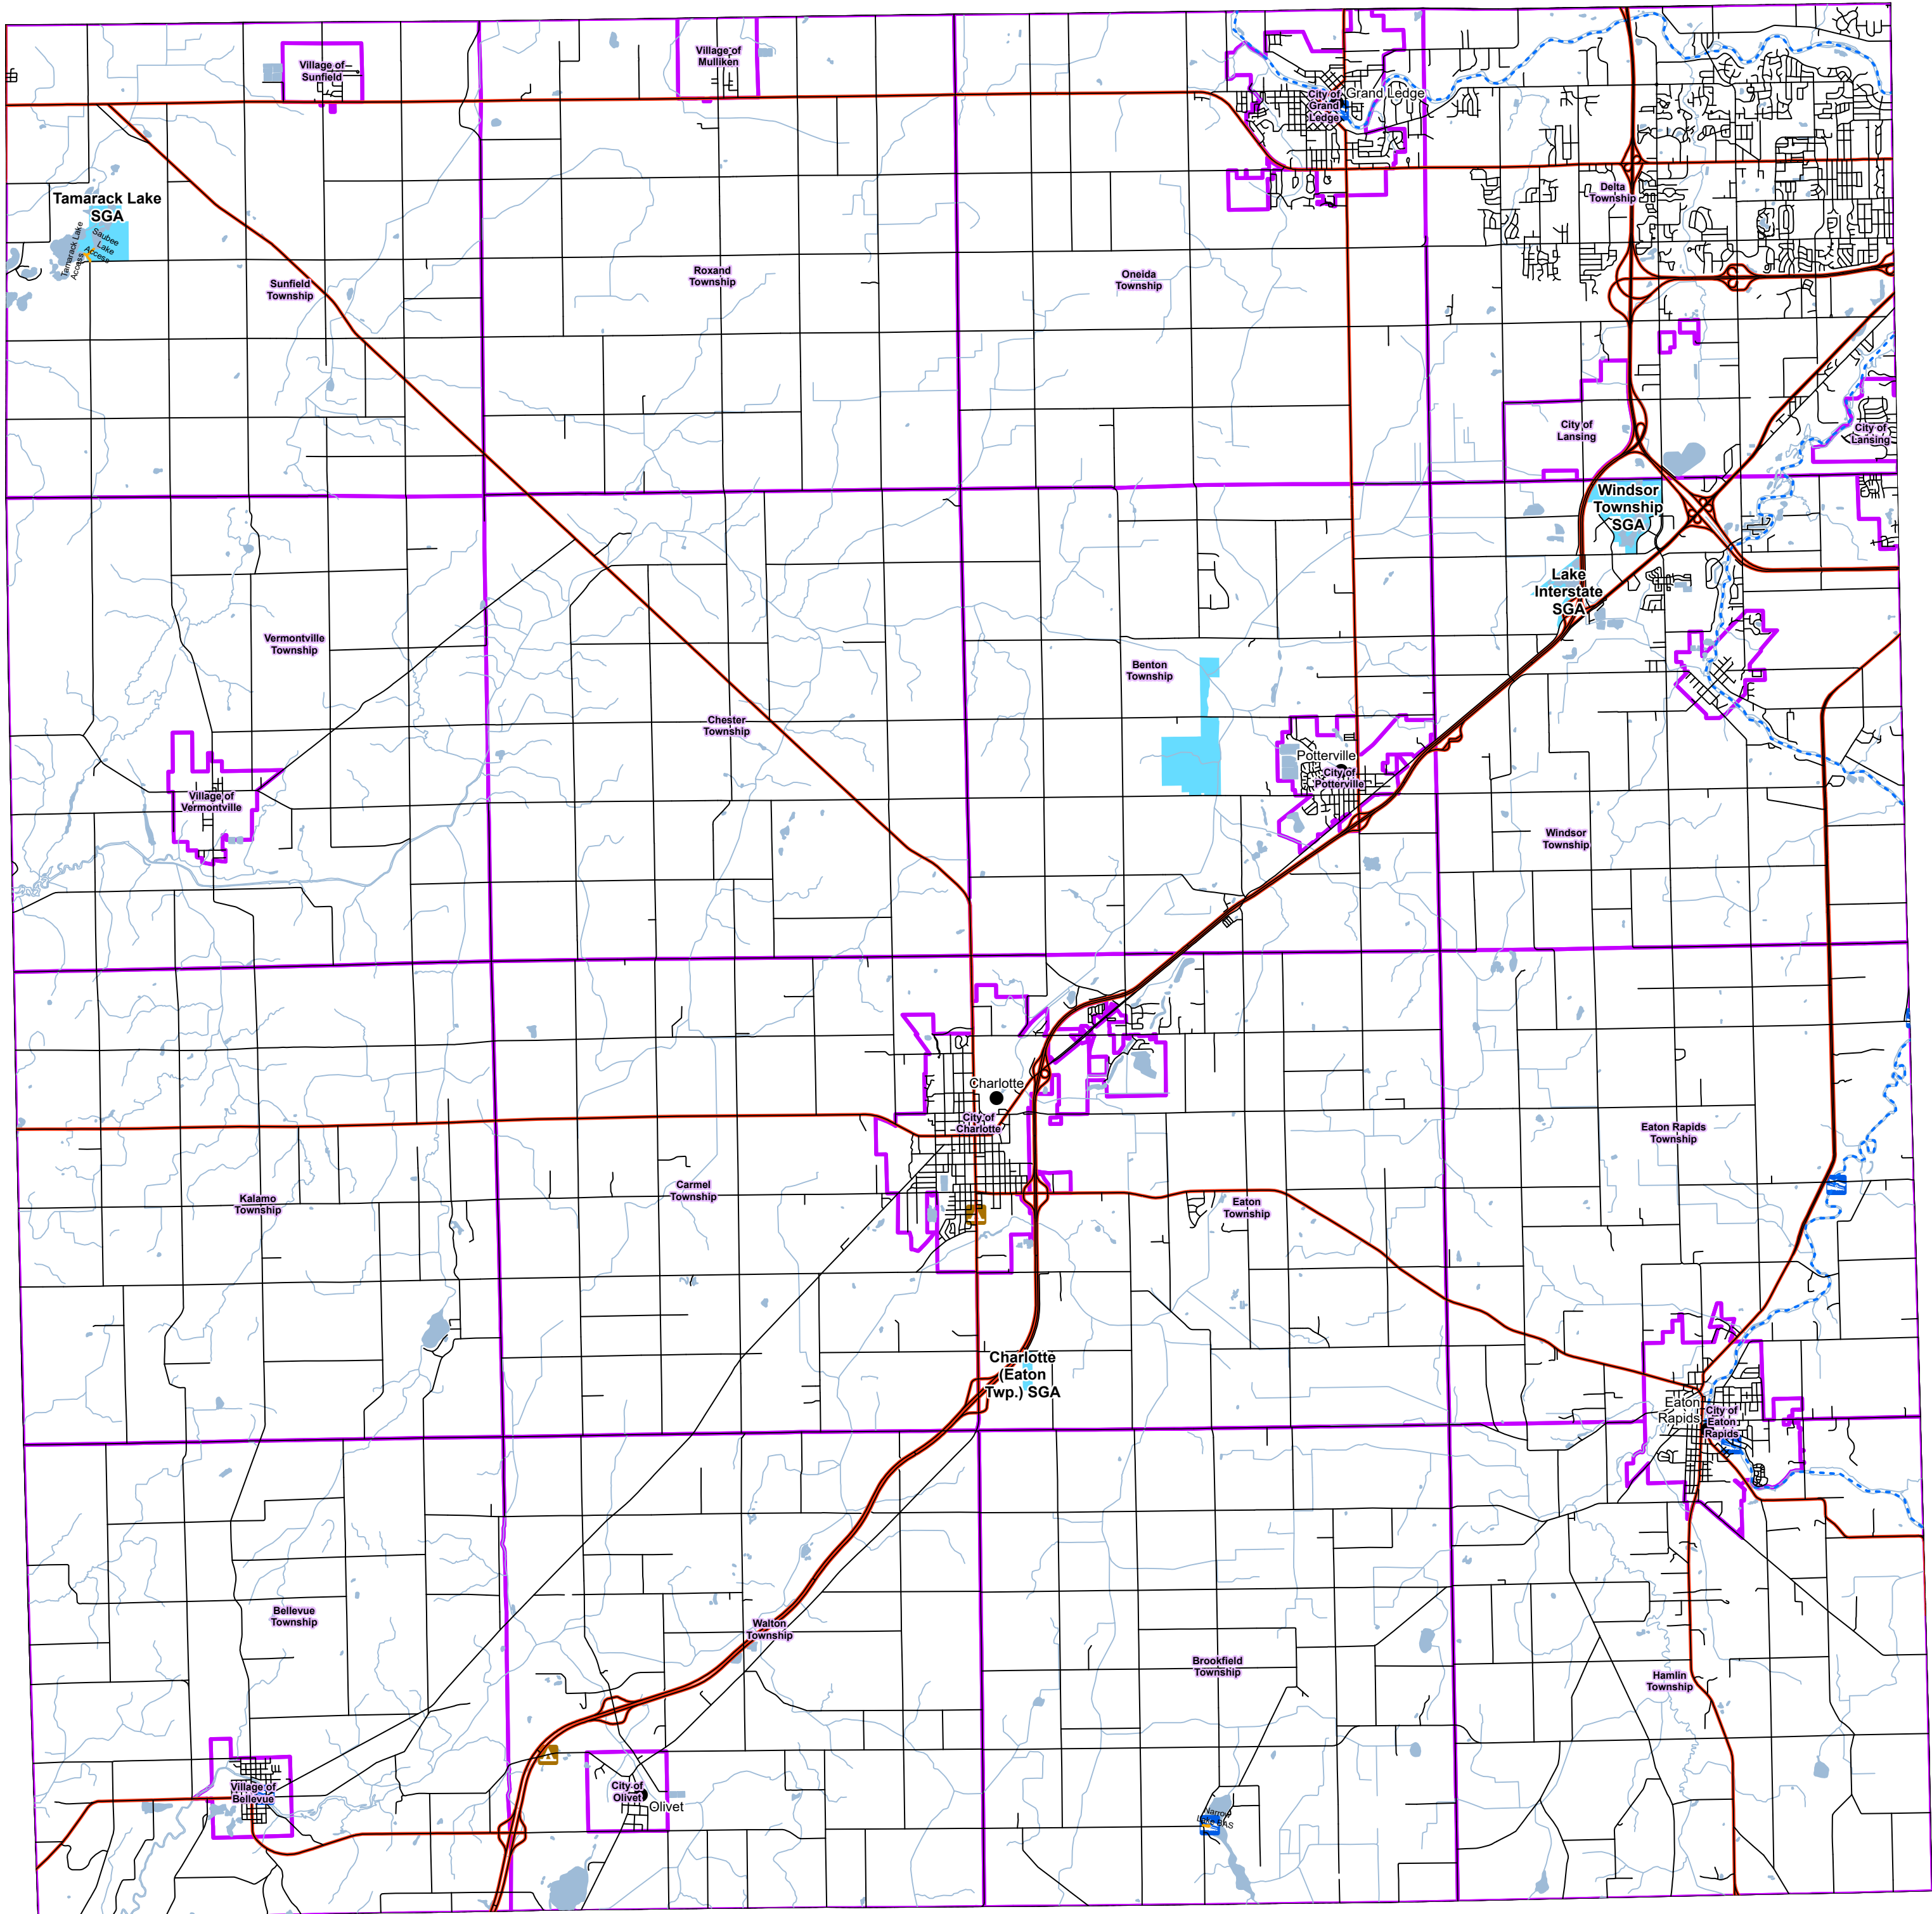 Village of
Sunfield
Village of
Mulliken
City of
Grand
Ledge
Grand Ledge
Delta
Township
Tamarack Lake
SGA
Tamarack Lake
Access
Saubee
Lake
Access
Sunfield
Township
Roxand
Township
Oneida
Township
City of
Lansing
City of
Lansing
Windsor
Township
SGA
Lake
Interstate
SGA
Vermontville
Township
Benton
Township
Chester
Township
Potterville
City of
Potterville
Village of
Vermontville
Windsor
Township
Charlotte
City of
Charlotte
Eaton Rapids
Township
Kalamo
Township
Carmel
Township
Eaton
Township
Charlotte
(Eaton
Twp.) SGA
Eaton
Rapids
City of
Eaton
Rapids
Bellevue
Township
Walton
Township
Brookfield
Township
Hamlin
Township
Village of
Bellevue
City of
Olivet
Olivet
Narrow
Lake BAS